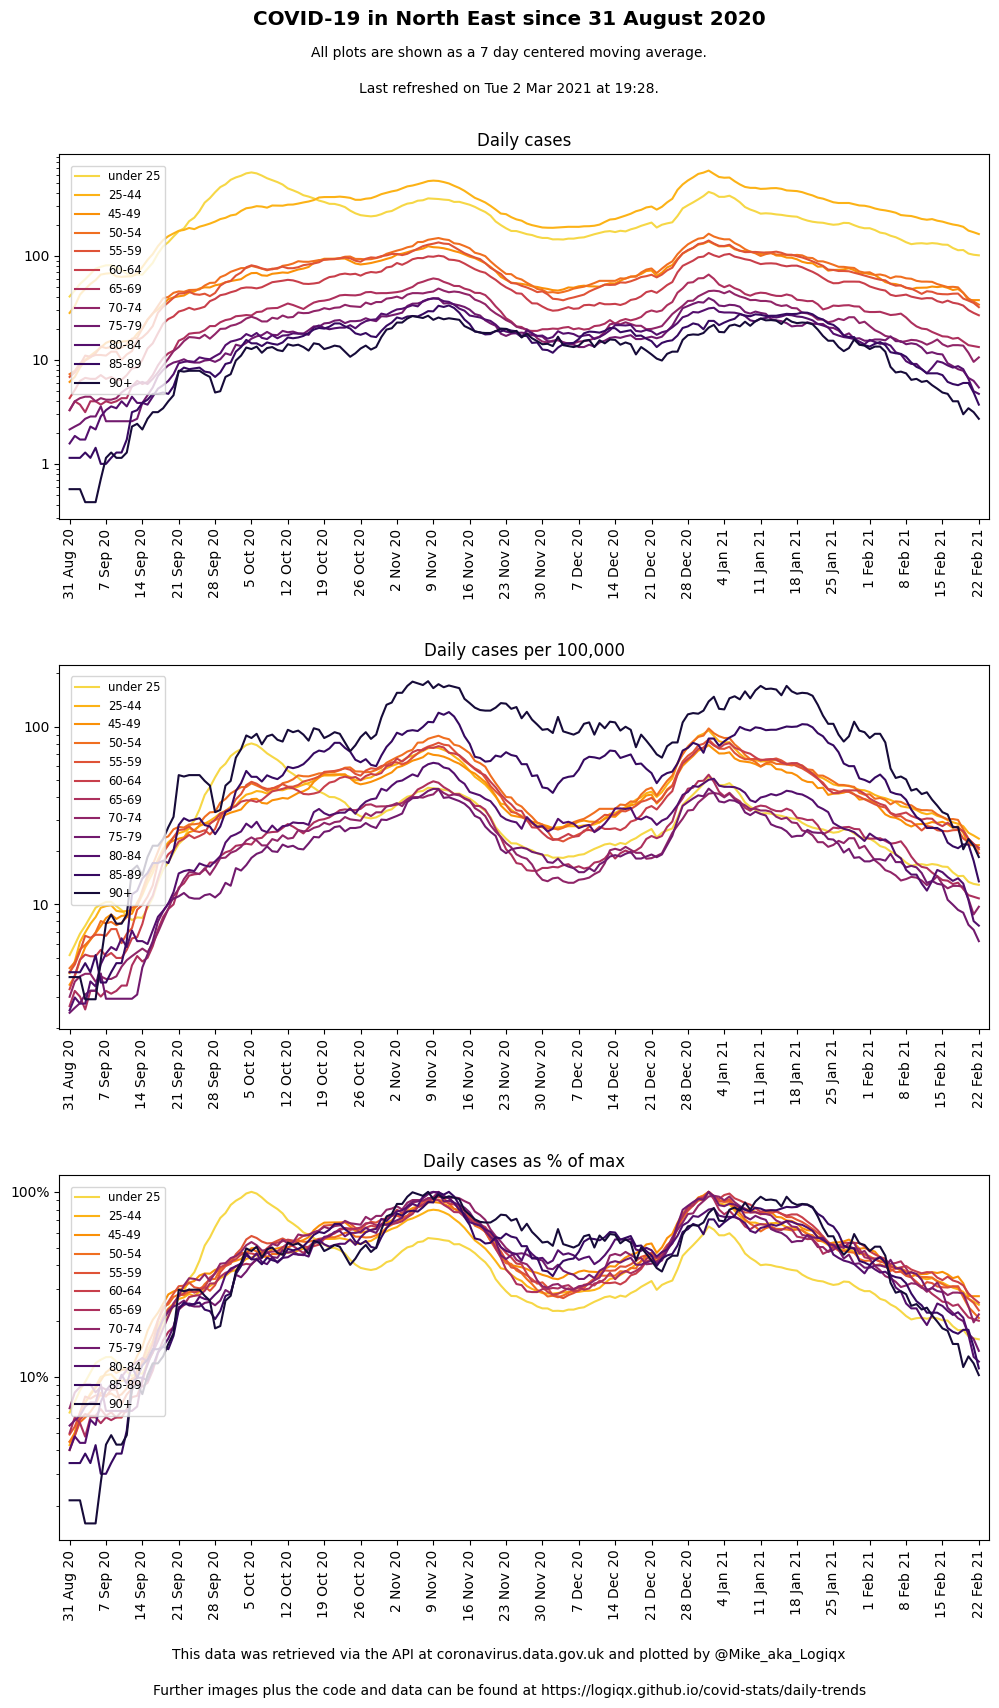 COVID-19 in North East since 31 August 2020
All plots are shown as a 7 day centered moving average.
Last refreshed on Tue 2 Mar 2021 at 19:28.
Daily cases
under 25
25-44
45-49
50-54
55-59
60-64
65-69
70-74
75-79
80-84
85-89
90+
100
10
1
31 Aug 20
7 Sep 20
14 Sep 20
21 Sep 20
28 Sep 20
5 Oct 20
12 Oct 20
19 Oct 20
26 Oct 20
2 Nov 20
9 Nov 20
16 Nov 20
23 Nov 20
30 Nov 20
7 Dec 20
14 Dec 20
21 Dec 20
28 Dec 20
4 Jan 21
11 Jan 21
18 Jan 21
25 Jan 21
1 Feb 21
8 Feb 21
15 Feb 21
22 Feb 21
Daily cases per 100,000
under 25
25-44
45-49
50-54
55-59
60-64
65-69
70-74
75-79
80-84
85-89
90+
100
10
31 Aug 20
7 Sep 20
14 Sep 20
21 Sep 20
28 Sep 20
5 Oct 20
12 Oct 20
19 Oct 20
26 Oct 20
2 Nov 20
9 Nov 20
16 Nov 20
23 Nov 20
30 Nov 20
7 Dec 20
14 Dec 20
21 Dec 20
28 Dec 20
4 Jan 21
11 Jan 21
18 Jan 21
25 Jan 21
1 Feb 21
8 Feb 21
15 Feb 21
22 Feb 21
Daily cases as % of max
under 25
25-44
45-49
50-54
55-59
60-64
65-69
70-74
75-79
80-84
85-89
90+
100%
10%
31 Aug 20
7 Sep 20
14 Sep 20
21 Sep 20
28 Sep 20
5 Oct 20
12 Oct 20
19 Oct 20
26 Oct 20
2 Nov 20
9 Nov 20
16 Nov 20
23 Nov 20
30 Nov 20
7 Dec 20
14 Dec 20
21 Dec 20
28 Dec 20
4 Jan 21
11 Jan 21
18 Jan 21
25 Jan 21
1 Feb 21
8 Feb 21
15 Feb 21
22 Feb 21
This data was retrieved via the API at coronavirus.data.gov.uk and plotted by @Mike_aka_Logiqx
Further images plus the code and data can be found at https://logiqx.github.io/covid-stats/daily-trends